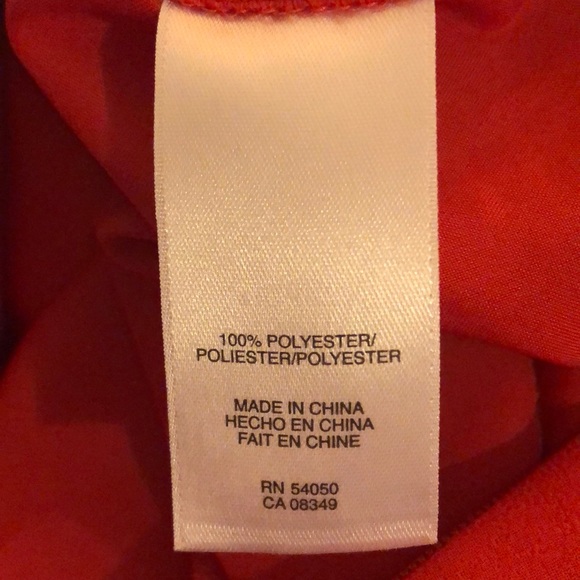 100% POLYESTER/
POLIESTER/POLYESTER
MADE IN CHINA
HECHO EN CHINA
FAIT EN CHINE
RN 54050
CA 08349